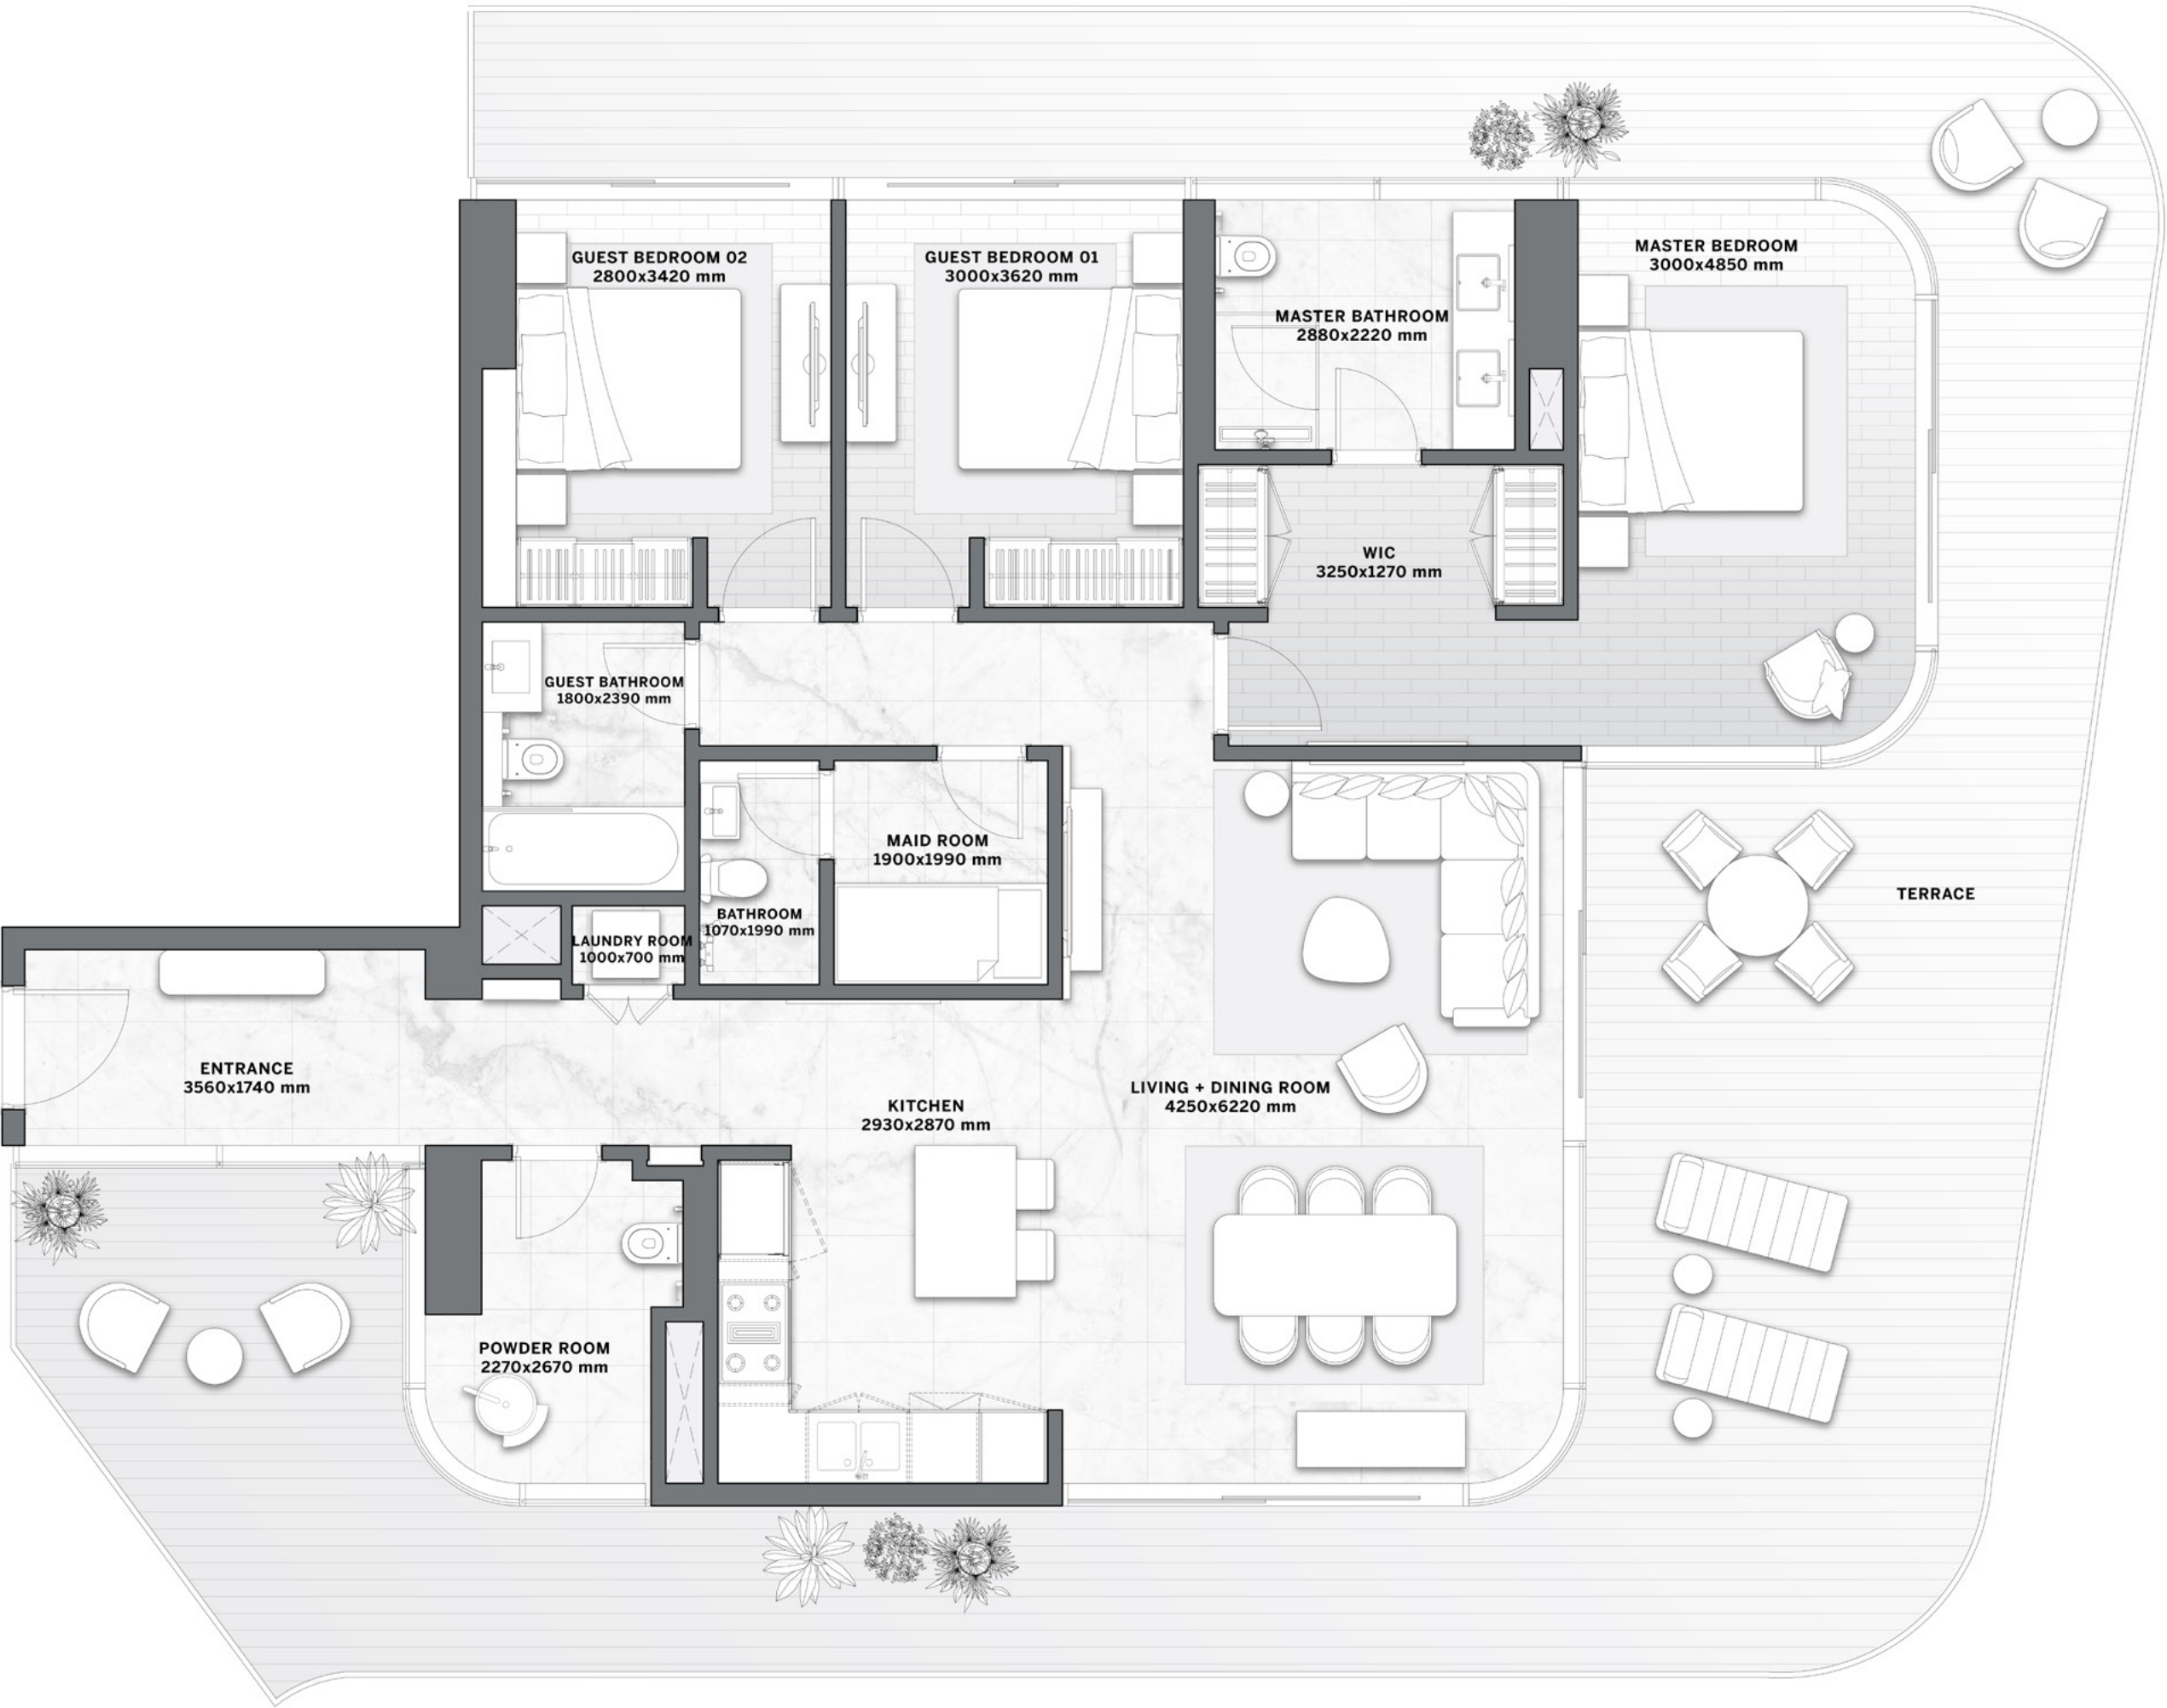 GUEST BEDROOM 02
2800x3420 mm
GUEST BEDROOM 01
3000x3620 mm
MASTER BATHROOM
2880x2220 mm
MASTER BEDROOM
3000x4850 mm
WIC
3250x1270 mm
GUEST BATHROOM
1800x2390 mm
MAID ROOM
1900x1990 mm
BATHROOM
1070x1990 mm
LAUNDRY ROOM
1000x700 mm
TERRACE
ENTRANCE
3560x1740 mm
KITCHEN
2930x2870 mm
LIVING + DINING ROOM
4250x6220 mm
POWDER ROOM
2270x2670 mm